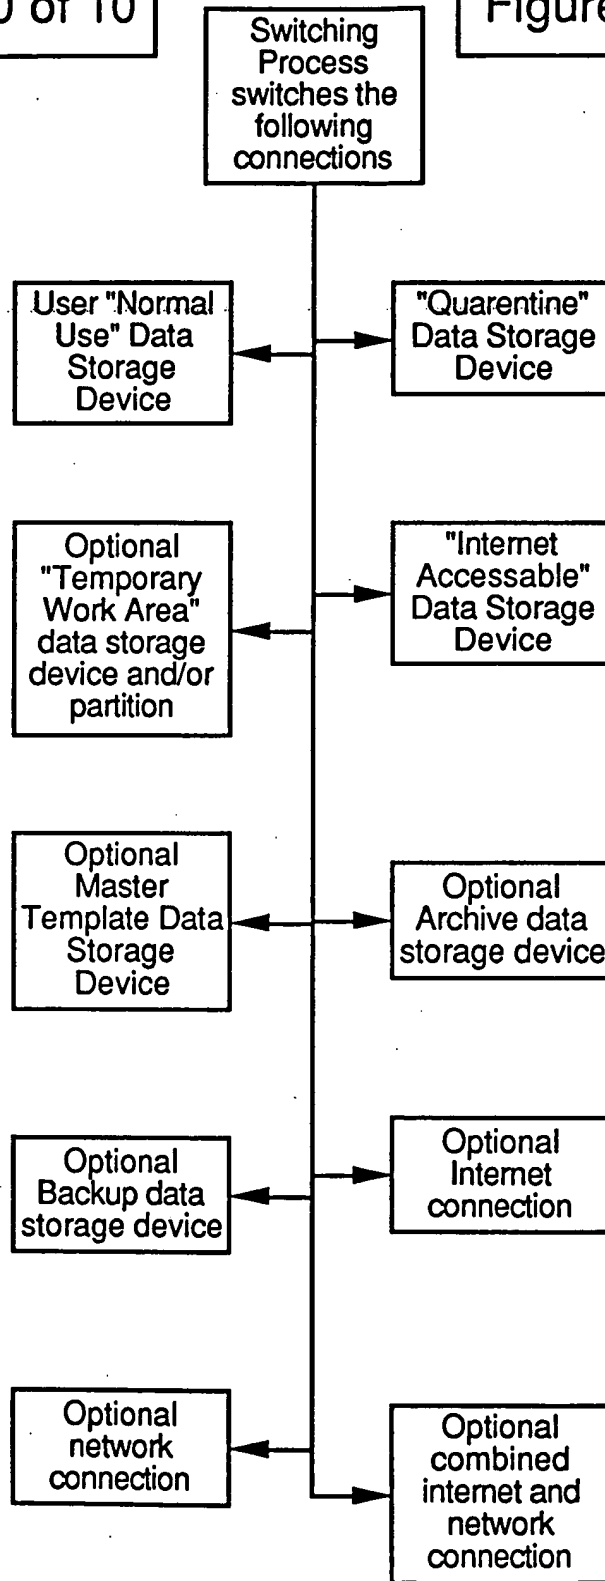 0 of 10
Figure
Switching
Process
switches the
following
connections
User "Normal
Use" Data
Storage
Device
"Quarentine"
Data Storage
Device
Optional
"Temporary
Work Area"
data storage
device and/or
partition
"Internet
Accessable"
Data Storage
Device
Optional
Master
Template Data
Storage
Device
Optional
Archive data
storage device
Optional
Backup data
storage device
Optional
Internet
connection
Optional
network
connection
Optional
combined
internet and
network
connection